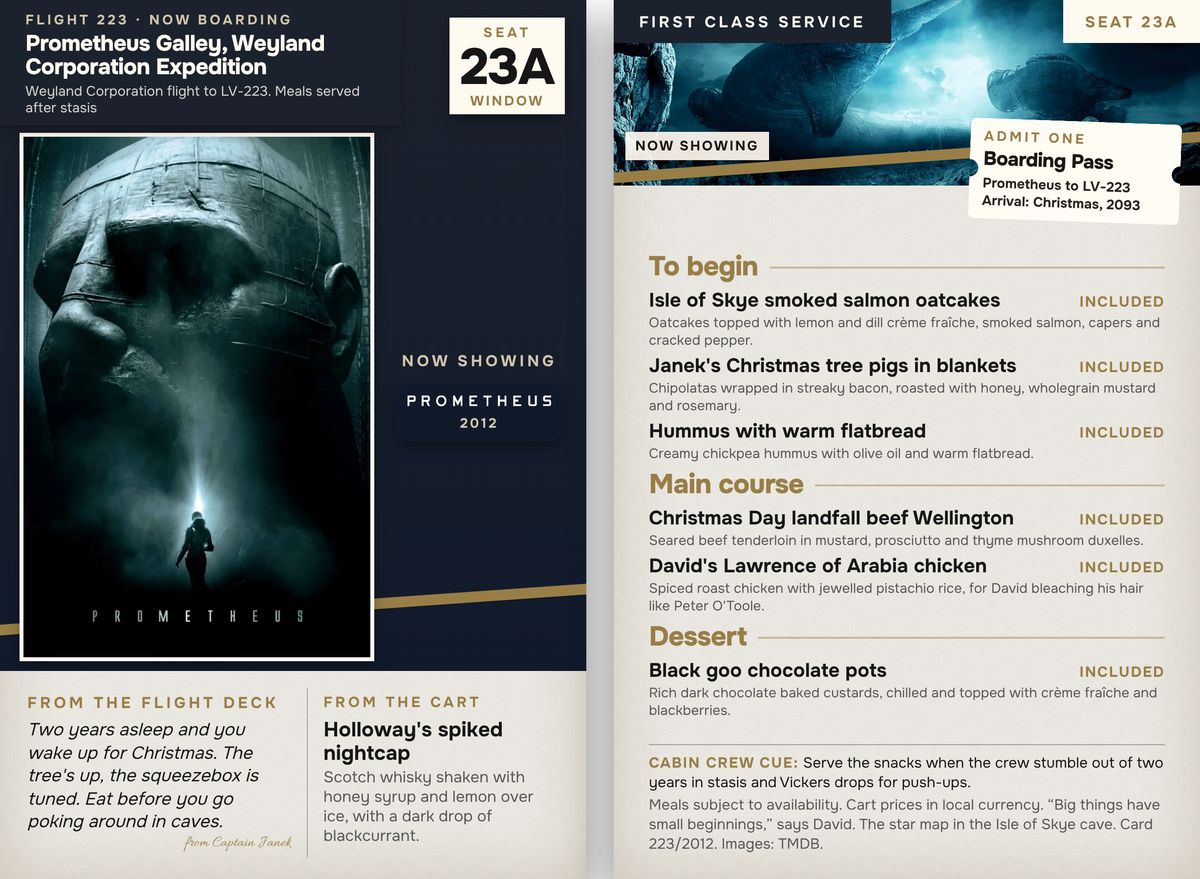 FLIGHT 223 · NOW BOARDING
Prometheus Galley, Weyland
Corporation Expedition
Weyland Corporation flight to LV-223. Meals served
after stasis
SEAT
23A
WINDOW
NOW SHOWING
PROMETHEUS
2012
PROMETHEUS
FROM THE FLIGHT DECK
Two years asleep and you
wake up for Christmas. The
tree's up, the squeezebox is
tuned. Eat before you go
poking around in caves.
from Captain Janek
FROM THE CART
Holloway's spiked
nightcap
Scotch whisky shaken with
honey syrup and lemon over
ice, with a dark drop of
blackcurrant.
FIRST CLASS SERVICE
SEAT 23A
NOW SHOWING
ADMIT ONE
Boarding Pass
Prometheus to LV-223
Arrival: Christmas, 2093
To begin
Isle of Skye smoked salmon oatcakes INCLUDED
Oatcakes topped with lemon and dill crème fraîche, smoked salmon, capers and
cracked pepper.
Janek's Christmas tree pigs in blankets INCLUDED
Chipolatas wrapped in streaky bacon, roasted with honey, wholegrain mustard
and rosemary.
Hummus with warm flatbread INCLUDED
Creamy chickpea hummus with olive oil and warm flatbread.
Main course
Christmas Day landfall beef Wellington INCLUDED
Seared beef tenderloin in mustard, prosciutto and thyme mushroom duxelles.
David's Lawrence of Arabia chicken INCLUDED
Spiced roast chicken with jewelled pistachio rice, for David bleaching his hair
like Peter O'Toole.
Dessert
Black goo chocolate pots INCLUDED
Rich dark chocolate baked custards, chilled and topped with crème fraîche and
blackberries.
CABIN CREW CUE: Serve the snacks when the crew stumble out of two
years in stasis and Vickers drops for push-ups.
Meals subject to availability. Cart prices in local currency. “Big things have
small beginnings,” says David. The star map in the Isle of Skye cave. Card
223/2012. Images: TMDB.